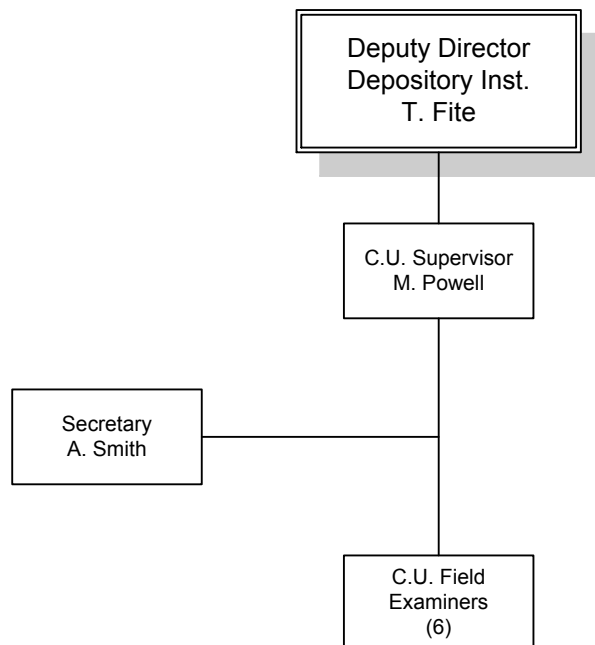 Deputy Director
Depository Inst.
T. Fite
C.U. Supervisor
M. Powell
Secretary
A. Smith
C.U. Field
Examiners
(6)